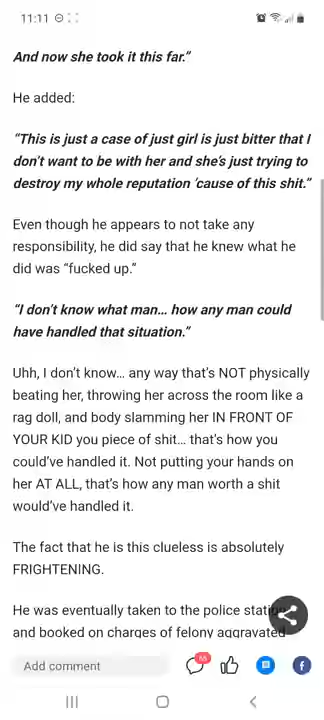 11:11
And now she took it this far.”
He added:
“This is just a case of just girl is just bitter that I
don’t want to be with her and she’s just trying to
destroy my whole reputation ’cause of this shit.”
Even though he appears to not take any
responsibility, he did say that he knew what he
did was “fucked up.”
“I don’t know what man… how any man could
have handled that situation.”
Uhh, I don’t know… any way that’s NOT physically
beating her, throwing her across the room like a
rag doll, and body slamming her IN FRONT OF
YOUR KID you piece of shit… that’s how you
could’ve handled it. Not putting your hands on
her AT ALL, that’s how any man worth a shit
would’ve handled it.
The fact that he is this clueless is absolutely
FRIGHTENING.
He was eventually taken to the police station
and booked on charges of felony aggravated
Add comment